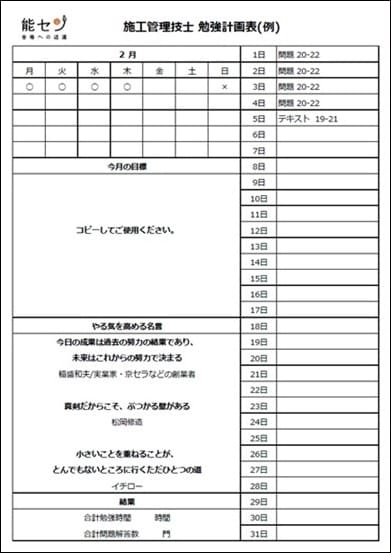 能セン
合格への近道
施工管理技士 勉強計画表(例)
2 月
月 火 水 木 金 土 日
○ ○ ○ ○ ×
今月の目標
コピーしてご使用ください。
やる気を高める名言
今日の成果は過去の努力の結果であり、
未来はこれからの努力で決まる
稲盛和夫/実業家・京セラなどの創業者
真剣だからこそ、ぶつかる壁がある
松岡修造
小さいことを重ねることが、
とんでもないところに行くただひとつの道
イチロー
結果
合計勉強時間 時間
合計問題解答数 問
1日 問題 20-22
2日 問題 20-22
3日 問題 20-22
4日 問題 20-22
5日 テキスト 19-21
6日
7日
8日
9日
10日
11日
12日
13日
14日
15日
16日
17日
18日
19日
20日
21日
22日
23日
24日
25日
26日
27日
28日
29日
30日
31日